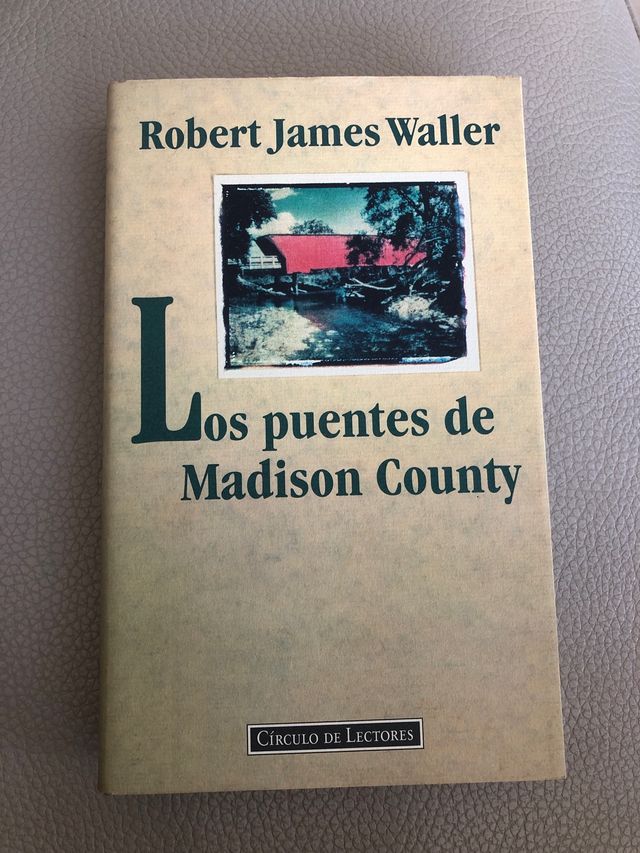 Robert James Waller
Los puentes de
Madison County
CÍRCULO DE LECTORES